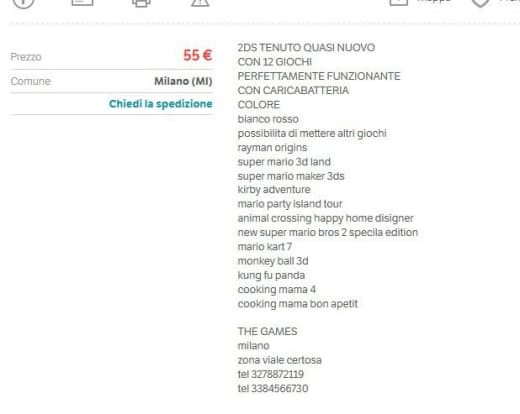 Prezzo
55 €
Comune
Milano (MI)
Chiedi la spedizione
2DS TENUTO QUASI NUOVO
CON 12 GIOCHI
PERFETTAMENTE FUNZIONANTE
CON CARICABATTERIA
COLORE
bianco rosso
possibilita di mettere altri giochi
rayman origins
super mario 3d land
super mario maker 3ds
kirby adventure
mario party island tour
animal crossing happy home disigner
new super mario bros 2 specila edition
mario kart 7
monkey ball 3d
kung fu panda
cooking mama 4
cooking mama bon apetit
THE GAMES
milano
zona viale certosa
tel 3278872119
tel 3384566730